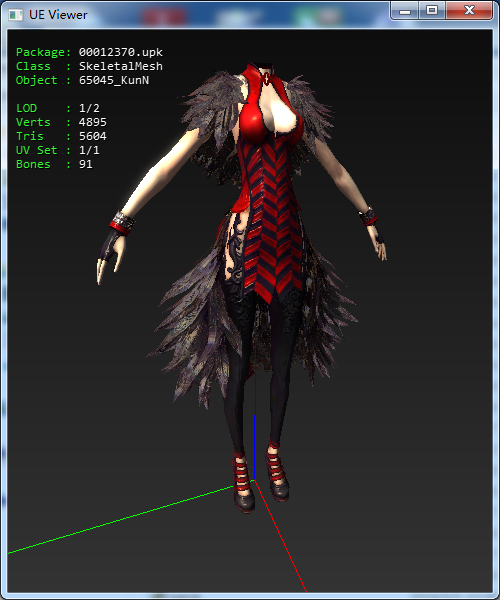 UE Viewer
Package: 00012370.upk
Class : SkeletalMesh
Object : 65045_KunN
LOD : 1/2
Verts : 4895
Tris : 5604
UV Set : 1/1
Bones : 91